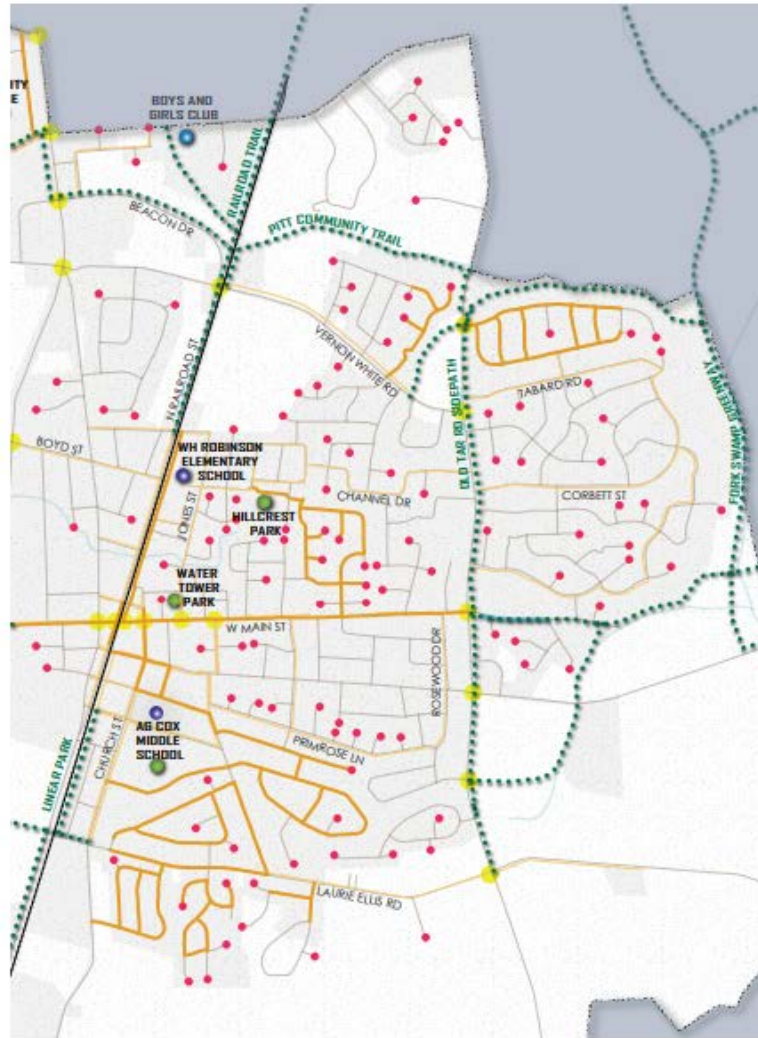 ITY
E
BOYS AND
GIRLS CLUB
RAILROAD TRAIL
BEACON DR
PITT COMMUNITY TRAIL
VERNON WHITE RD
N RAILROAD ST
TABARD RD
OLD TAR RD SIDEPATH
FORK SWAMP GREENWAY
BOYD ST
WH ROBINSON
ELEMENTARY
SCHOOL
JONES ST
CHANNEL DR
CORBETT ST
HILLCREST
PARK
WATER
TOWER
PARK
W MAIN ST
ROSEWOOD DR
CHURCH ST
AG COX
MIDDLE
SCHOOL
PRIMROSE LN
LINEAR PARK
LAURIE ELLIS RD